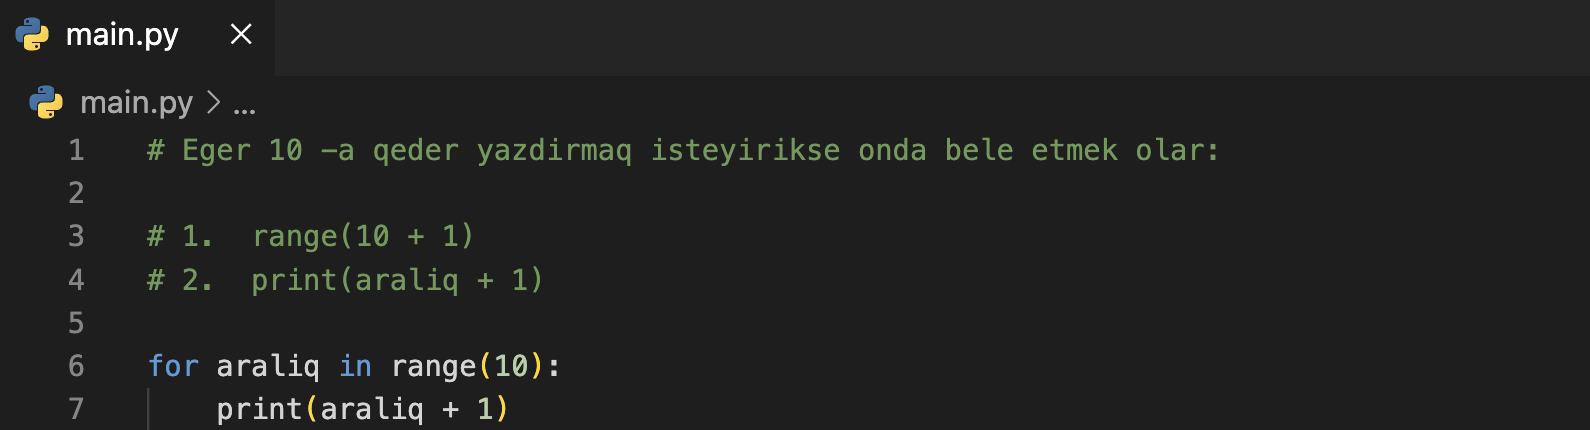 main.py
main.py > ...
1 # Eger 10 -a qeder yazdirmaq isteyirikse onda bele etmek olar:
2
3 # 1.  range(10 + 1)
4 # 2.  print(araliq + 1)
5
6 for araliq in range(10):
7     print(araliq + 1)